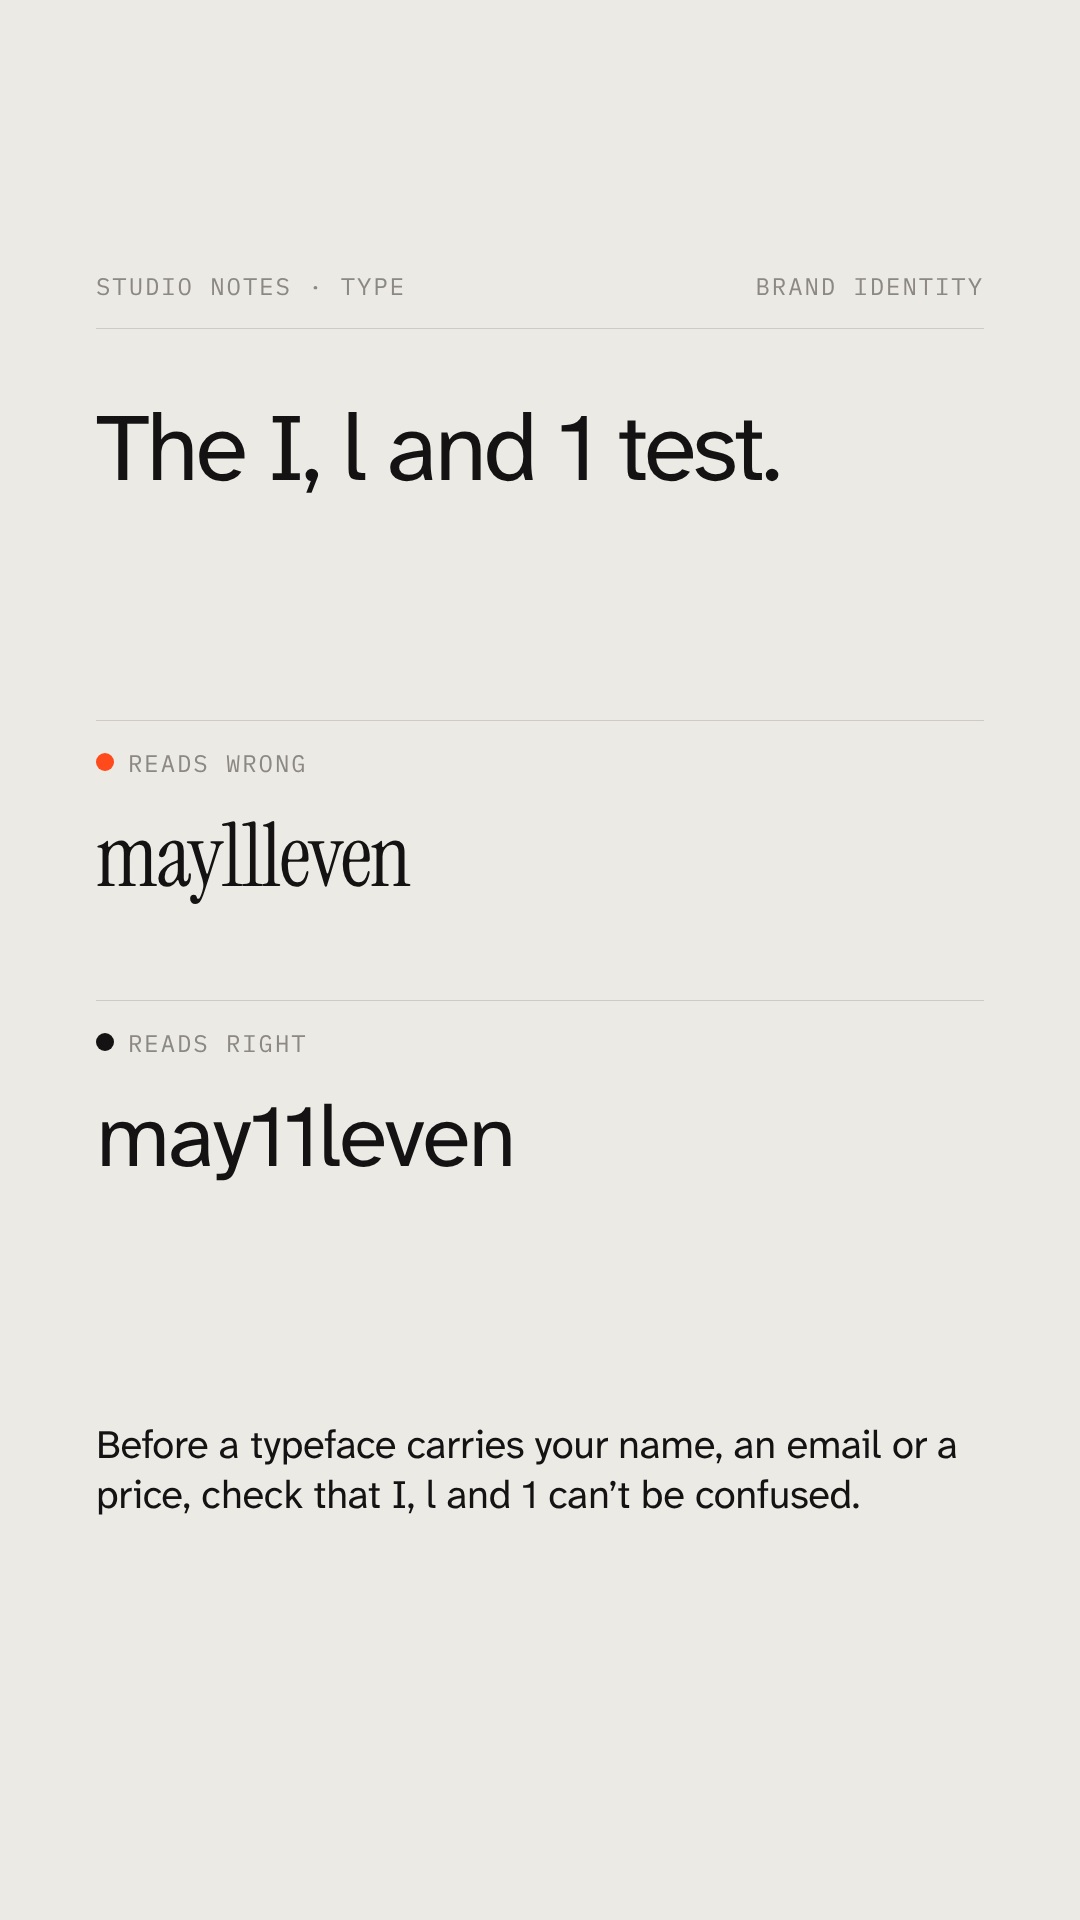 STUDIO NOTES · TYPE
BRAND IDENTITY
The I, l and 1 test.
READS WRONG
mayllleven
READS RIGHT
may11leven
Before a typeface carries your name, an email or a
price, check that I, l and 1 can’t be confused.